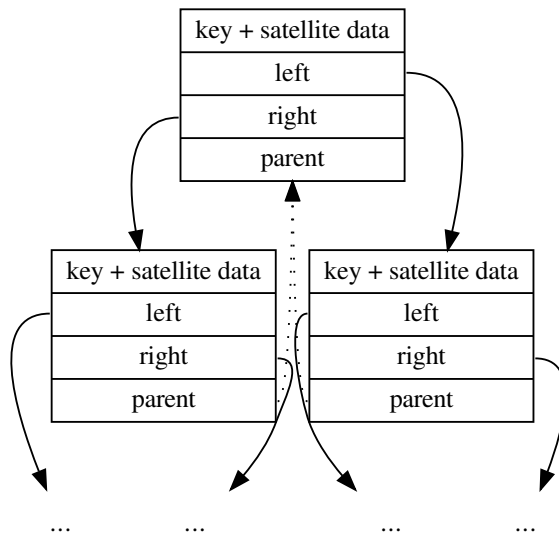 key + satellite data
left
right
parent
key + satellite data
left
right
parent
key + satellite data
left
right
parent
... ... ... ...